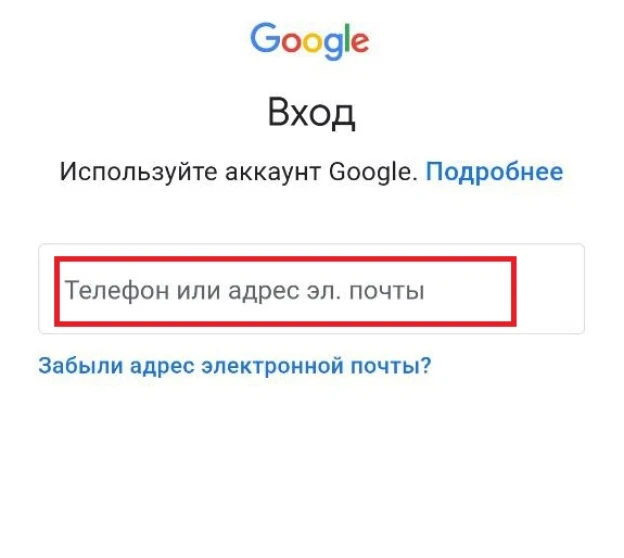 Google
Вход
Используйте аккаунт Google. Подробнее
Телефон или адрес эл. почты
Забыли адрес электронной почты?